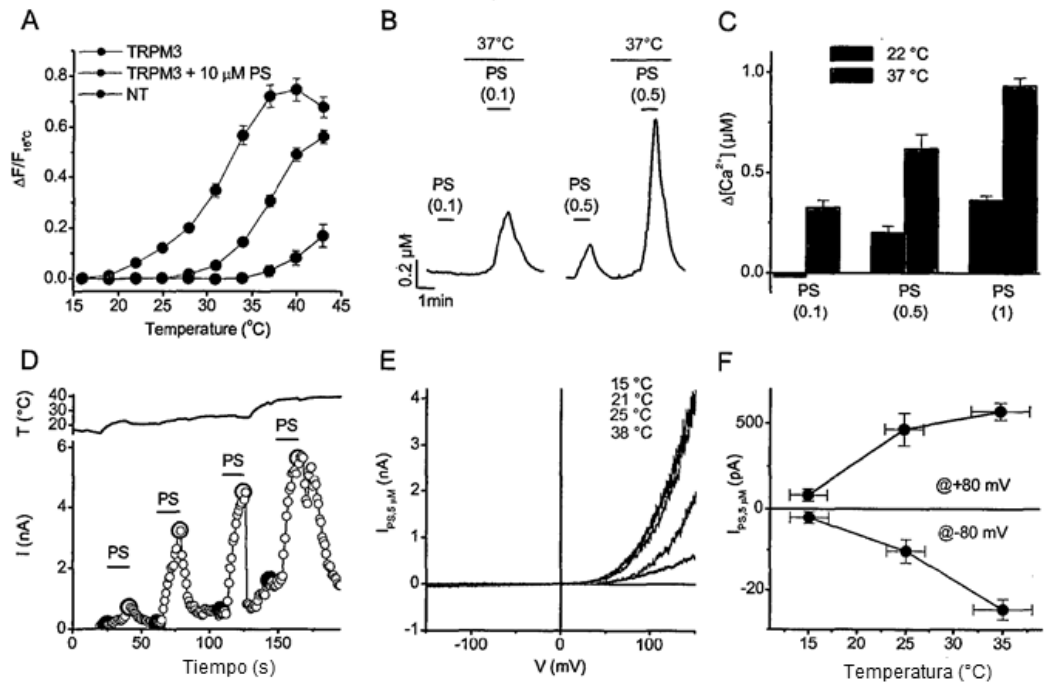 A
TRPM3
TRPM3 + 10 μM PS
NT
0.8
0.6
0.4
0.2
0.0
ΔF/F16°C
15 20 25 30 35 40 45
Temperature (°C)
B
37°C 37°C
PS PS
(0.1) (0.5)
PS PS
(0.1) (0.5)
0.2 μM
1min
C
22 °C
37 °C
1.0
0.5
0.0
Δ[Ca²⁺] (μM)
PS PS PS
(0.1) (0.5) (1)
D
40
30
20
T (°C)
PS
PS
PS
PS
6
4
2
0
I (nA)
0 50 100 150
Tiempo (s)
E
15 °C
21 °C
25 °C
38 °C
4
3
2
1
0
-1
I PS,5 μM (nA)
-100 0 100
V (mV)
F
500
0
-20
I PS,5 μM (pA)
@+80 mV
@-80 mV
15 20 25 30 35
Temperatura (°C)